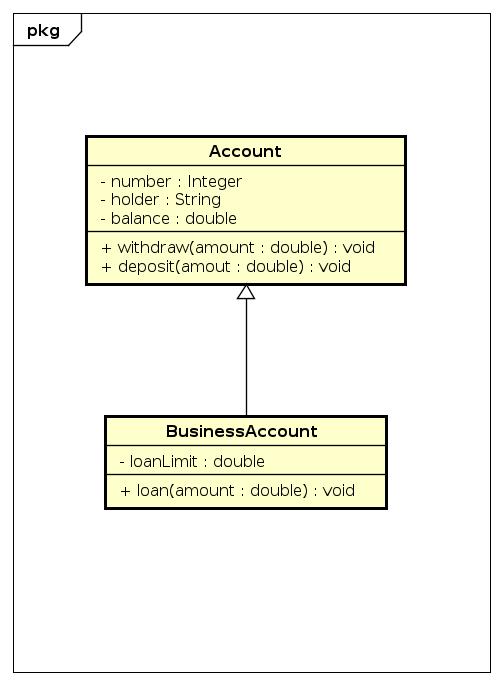 pkg
Account
- number : Integer
- holder : String
- balance : double
+ withdraw(amount : double) : void
+ deposit(amout : double) : void
BusinessAccount
- loanLimit : double
+ loan(amount : double) : void